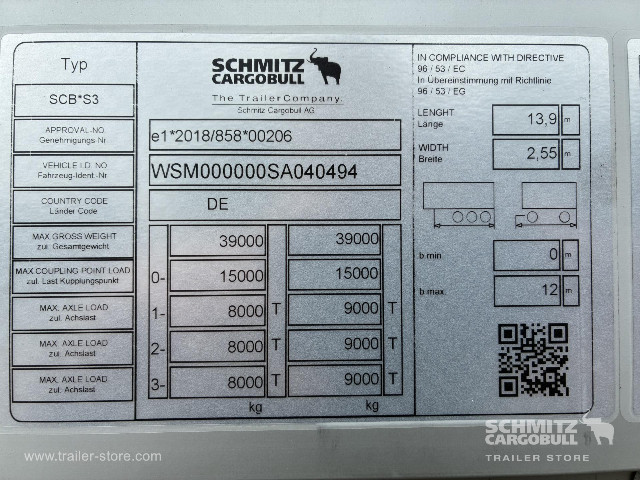 Typ
SCB*S3
APPROVAL-NO.
Genehmigungs Nr.
VEHICLE I.D. NO
Fahrzeug-Ident.-Nr.
COUNTRY CODE
Länder Code
MAX.GROSS WEIGHT
zul. Gesamtgewicht
MAX.COUPLING POINT LOAD
zul. Last Kupplungspunkt
MAX. AXLE LOAD
zul. Achslast
MAX. AXLE LOAD
zul. Achslast
MAX. AXLE LOAD
zul. Achslast
SCHMITZ
CARGOBULL
The Trailer Company.
Schmitz Cargobull AG
e1*2018/858*00206
WSM000000SA040494
DE
39000 39000
0- 15000 15000
1- 8000 T 9000 T
2- 8000 T 9000 T
3- 8000 T 9000 T
kg kg
IN COMPLIANCE WITH DIRECTIVE
96 / 53 / EC
In Übereinstimmung mit Richtlinie
96 / 53 / EG
LENGHT
Länge
13,9 m
WIDTH
Breite
2,55 m
b min 0 m
b max 12 m
www.trailer-store.com
SCHMITZ
CARGOBULL
TRAILER STORE